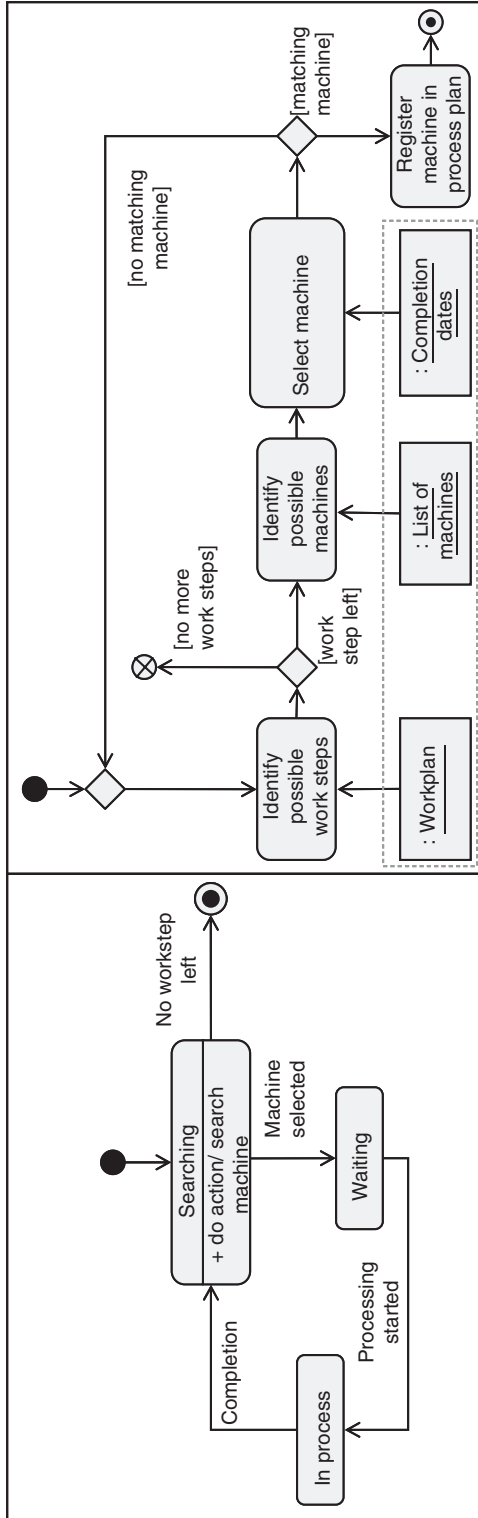 Searching
+ do action/ search
machine
No workstep
left
Machine
selected
Waiting
Processing
started
In process
Completion
[no matching
machine]
[matching
machine]
[no more
work steps]
[work
step left]
Identify
possible
work steps
Identify
possible
machines
Select machine
Register
machine in
process plan
: Workplan
: List of
machines
: Completion
dates